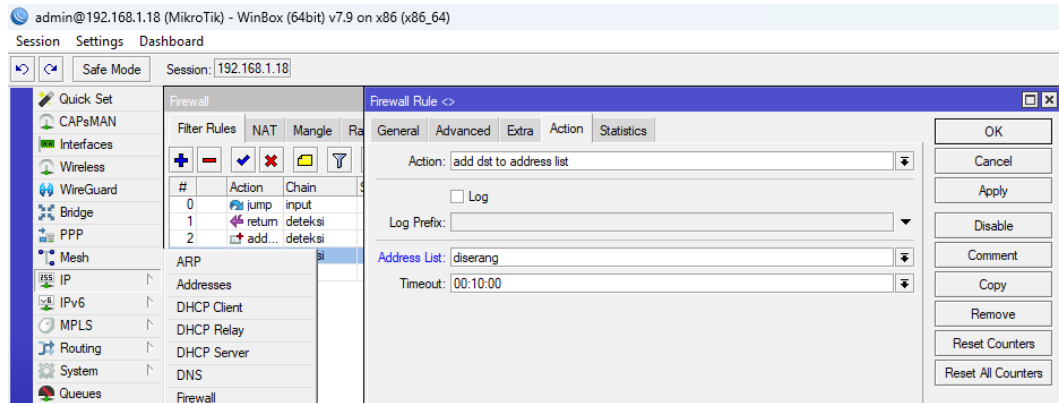 admin@192.168.1.18 (MikroTik) - WinBox (64bit) v7.9 on x86 (x86_64)
Session Settings Dashboard
Safe Mode Session: 192.168.1.18
Quick Set
CAPsMAN
Interfaces
Wireless
WireGuard
Bridge
PPP
Mesh
IP
IPv6
MPLS
Routing
System
Queues
Firewall
Filter Rules NAT Mangle Ra
# Action Chain
0 jump input
1 return deteksi
2 add... deteksi
si
ARP
Addresses
DHCP Client
DHCP Relay
DHCP Server
DNS
Firewall
Firewall Rule <>
General Advanced Extra Action Statistics
Action: add dst to address list
Log
Log Prefix:
Address List: diserang
Timeout: 00:10:00
OK
Cancel
Apply
Disable
Comment
Copy
Remove
Reset Counters
Reset All Counters